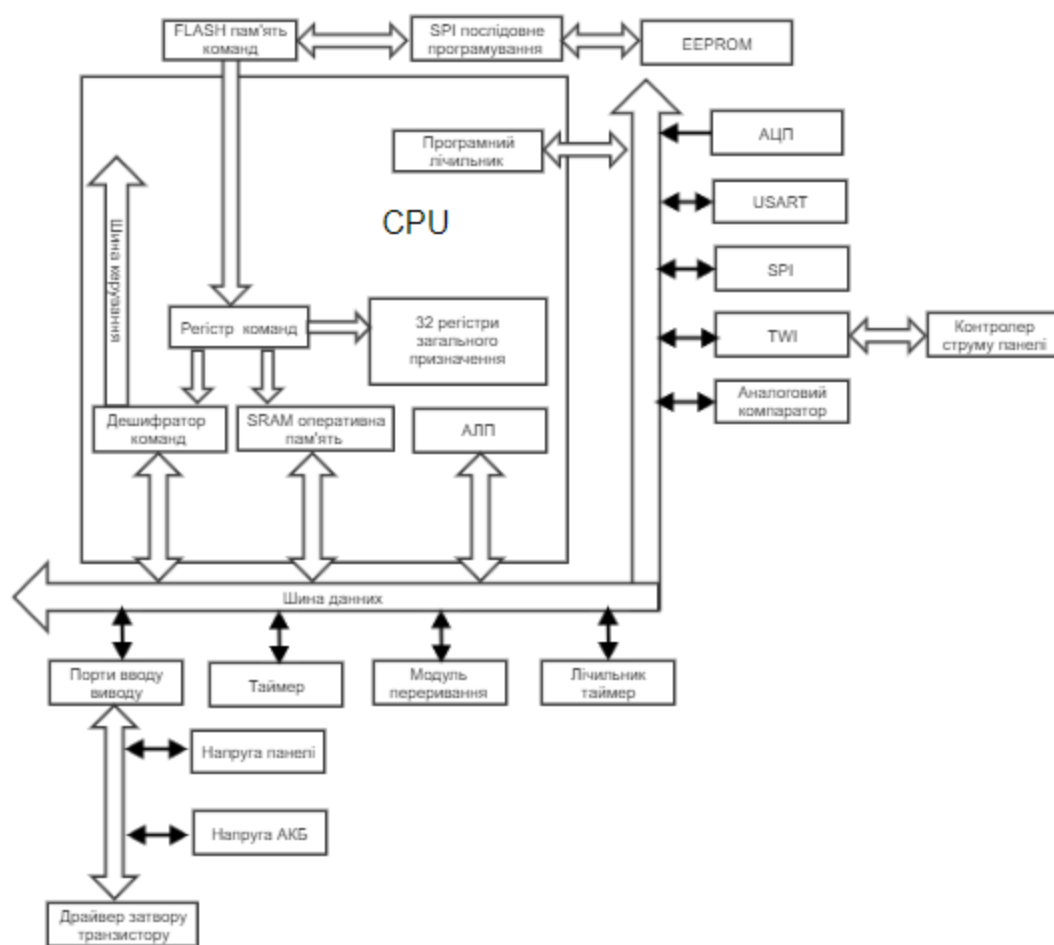 FLASH пам'ять
команд
SPI послідовне
програмування
EEPROM
Програмний
лічильник
АЦП
USART
SPI
TWI
Контролер
струму панелі
Аналоговий
компаратор
CPU
Шина керування
Регістр команд
32 регістри
загального
призначення
Дешифратор
команд
SRAM оперативна
пам'ять
АЛП
Шина данних
Порти вводу
виводу
Таймер
Модуль
переривання
Лічильник
таймер
Напруга панелі
Напруга АКБ
Драйвер затвору
транзистору